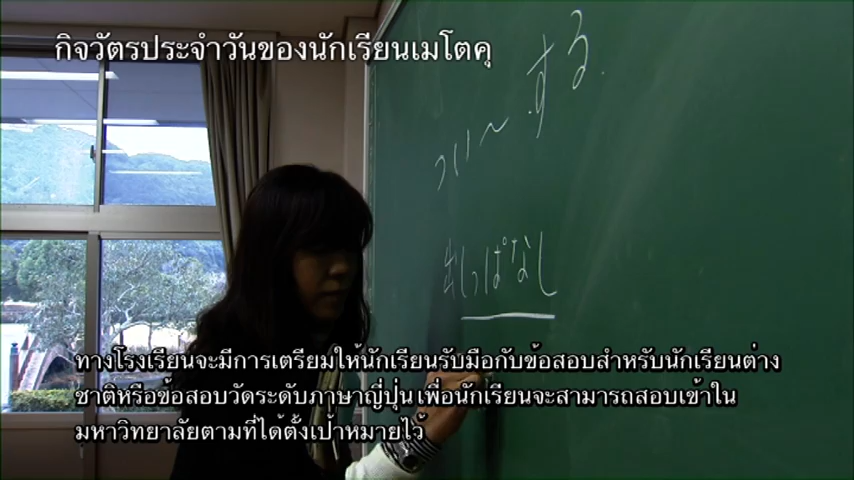 กิจวัตรประจำวันของนักเรียนเมโตคุ
つい～する
出しっぱなし
ทางโรงเรียนจะมีการเตรียมให้นักเรียนรับมือกับข้อสอบสำหรับนักเรียนต่าง
ชาติหรือข้อสอบวัดระดับภาษาญี่ปุ่น เพื่อนักเรียนจะสามารถสอบเข้าใน
มหาวิทยาลัยตามที่ได้ตั้งเป้าหมายไว้